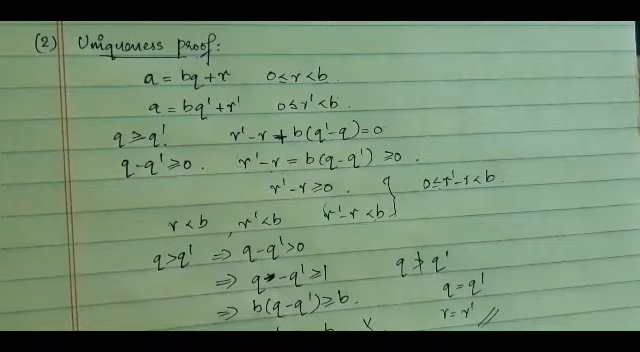 (2) Uniqueness proof:
a = bq + r   0 ≤ r < b.
a = bq' + r'   0 ≤ r' < b.
q ≥ q'.   r' - r + b(q' - q) = 0
q - q' ≥ 0.   r' - r = b(q - q') ≥ 0.
r' - r ≥ 0.   } 0 ≤ r' - r < b.
r < b , r' < b   r' - r < b
q > q' ⇒ q - q' > 0
⇒ q - q' ≥ 1   q ≯ q'
⇒ b(q - q') ≥ b.   q = q'
r = r' //